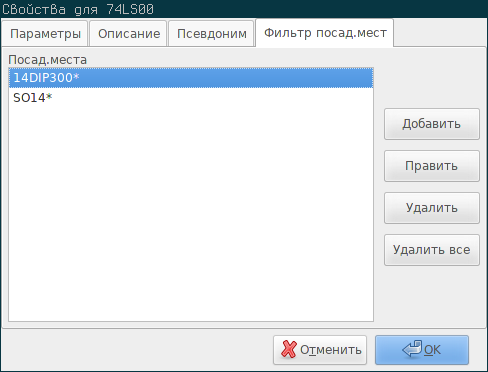 Свойства для 74LS00
Параметры Описание Псевдоним Фильтр посад.мест
Посад.места
14DIP300*
SO14*
Добавить
Править
Удалить
Удалить все
Отменить OK